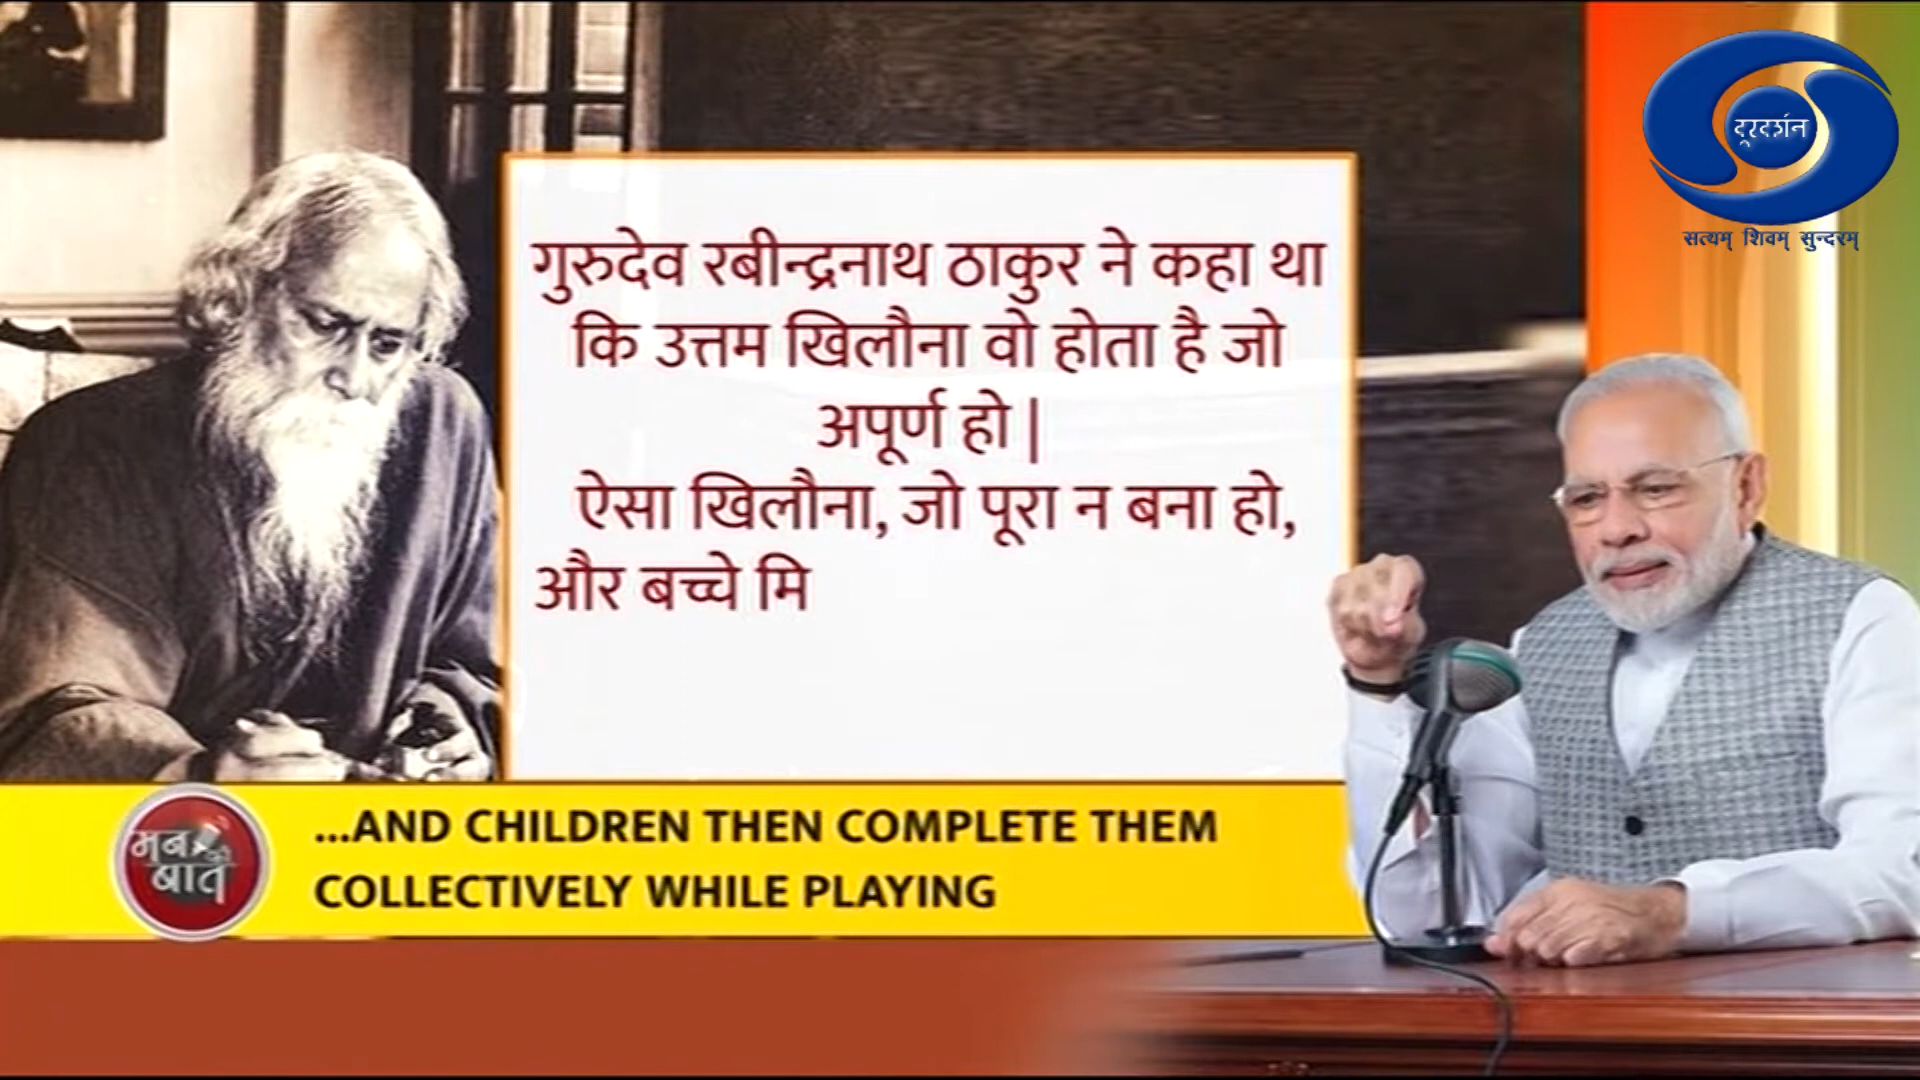 दूरदर्शन
सत्यम् शिवम् सुन्दरम्
गुरुदेव रबीन्द्रनाथ ठाकुर ने कहा था
कि उत्तम खिलौना वो होता है जो
अपूर्ण हो |
ऐसा खिलौना, जो पूरा न बना हो,
और बच्चे मि
मन की
बात
...AND CHILDREN THEN COMPLETE THEM
COLLECTIVELY WHILE PLAYING